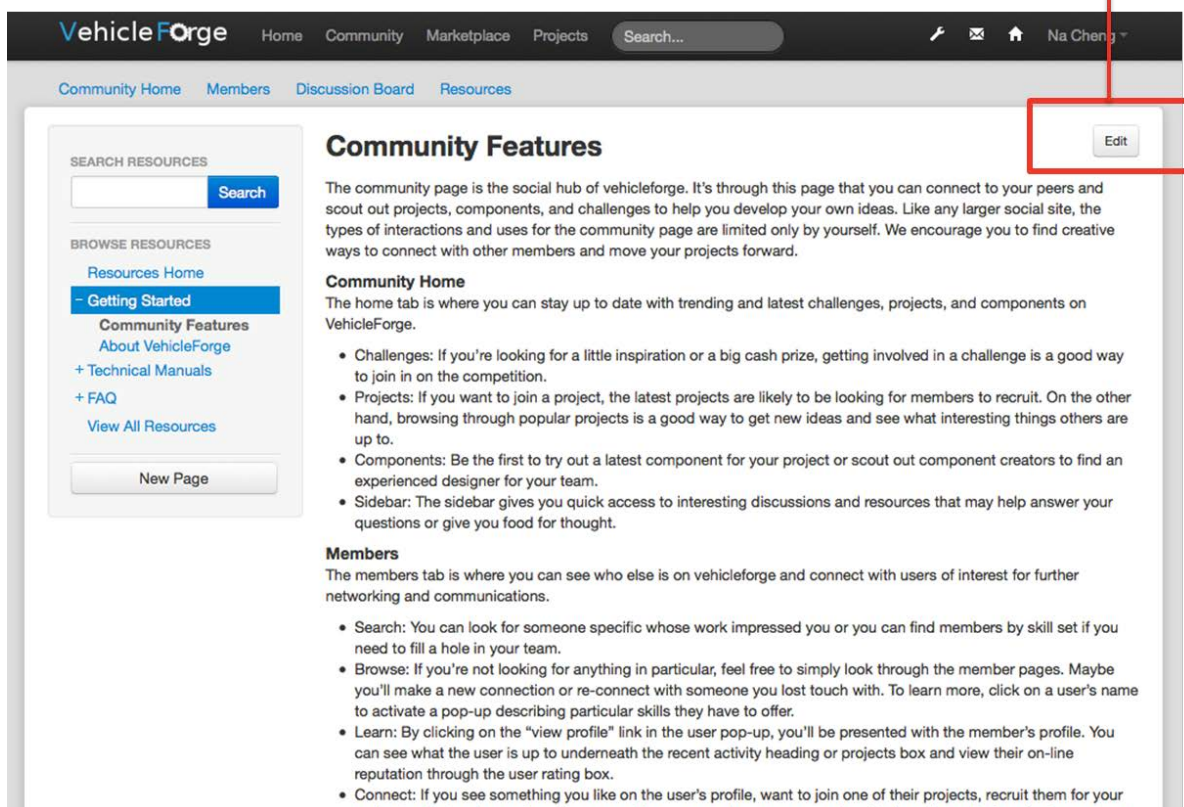 VehicleForge Home Community Marketplace Projects Search... Na Cheng
Community Home Members Discussion Board Resources
Edit
SEARCH RESOURCES
Search
BROWSE RESOURCES
Resources Home
− Getting Started
Community Features
About VehicleForge
+ Technical Manuals
+ FAQ
View All Resources
New Page
Community Features
The community page is the social hub of vehicleforge. It's through this page that you can connect to your peers and
scout out projects, components, and challenges to help you develop your own ideas. Like any larger social site, the
types of interactions and uses for the community page are limited only by yourself. We encourage you to find creative
ways to connect with other members and move your projects forward.
Community Home
The home tab is where you can stay up to date with trending and latest challenges, projects, and components on
VehicleForge.
• Challenges: If you're looking for a little inspiration or a big cash prize, getting involved in a challenge is a good way
to join in on the competition.
• Projects: If you want to join a project, the latest projects are likely to be looking for members to recruit. On the other
hand, browsing through popular projects is a good way to get new ideas and see what interesting things others are
up to.
• Components: Be the first to try out a latest component for your project or scout out component creators to find an
experienced designer for your team.
• Sidebar: The sidebar gives you quick access to interesting discussions and resources that may help answer your
questions or give you food for thought.
Members
The members tab is where you can see who else is on vehicleforge and connect with users of interest for further
networking and communications.
• Search: You can look for someone specific whose work impressed you or you can find members by skill set if you
need to fill a hole in your team.
• Browse: If you're not looking for anything in particular, feel free to simply look through the member pages. Maybe
you'll make a new connection or re-connect with someone you lost touch with. To learn more, click on a user's name
to activate a pop-up describing particular skills they have to offer.
• Learn: By clicking on the "view profile" link in the user pop-up, you'll be presented with the member's profile. You
can see what the user is up to underneath the recent activity heading or projects box and view their on-line
reputation through the user rating box.
• Connect: If you see something you like on the user's profile, want to join one of their projects, recruit them for your